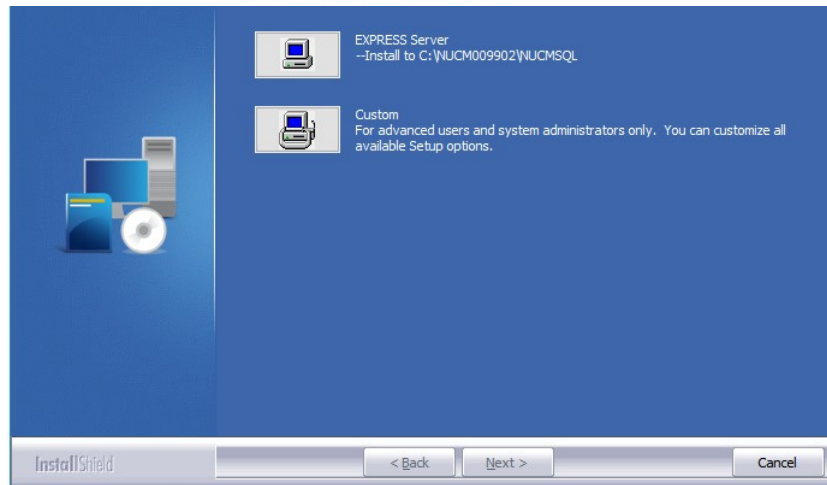 EXPRESS Server
--Install to C:\NUCM009902\NUCMSQL
Custom
For advanced users and system administrators only.  You can customize all
available Setup options.
InstallShield
< Back
Next >
Cancel